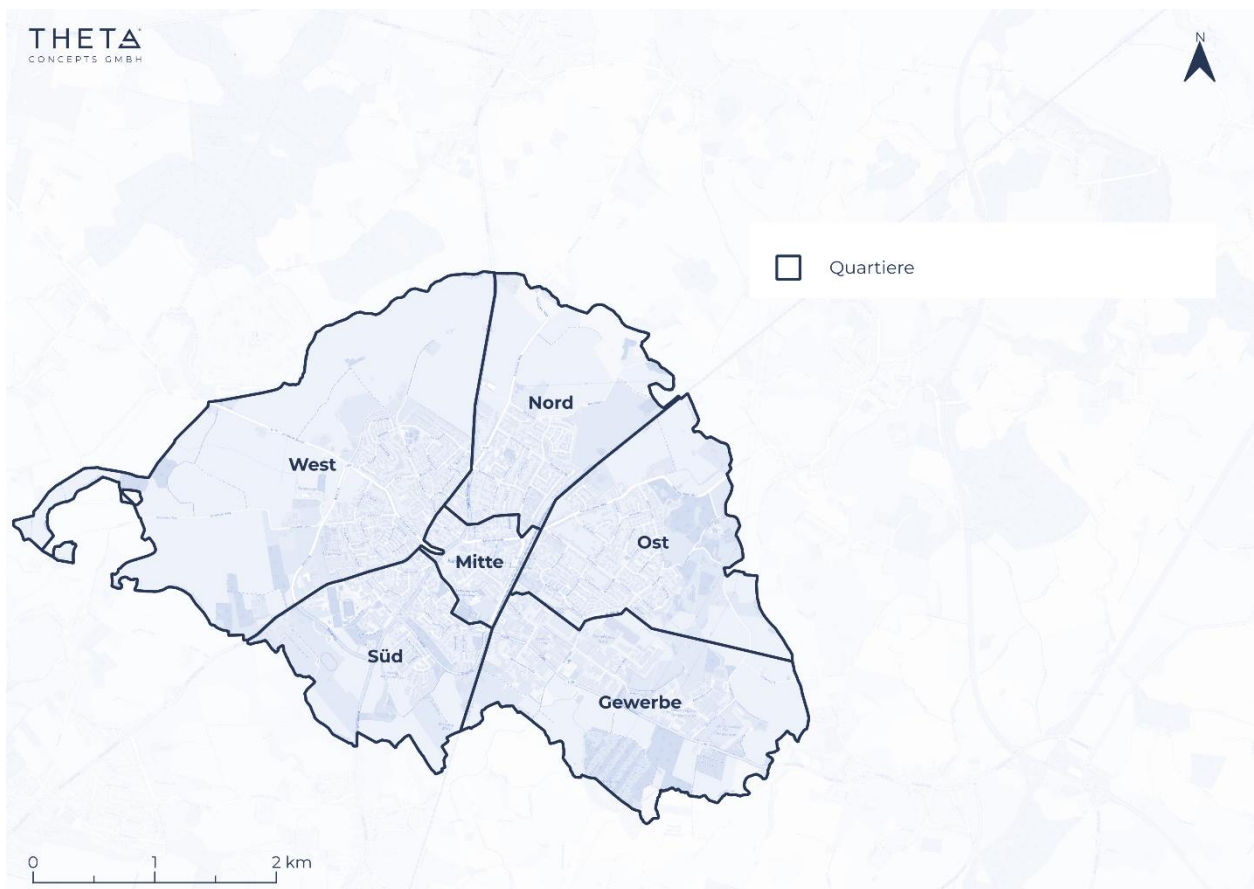 THETA
CONCEPTS GMBH
N
Quartiere
Nord
West
Ost
Mitte
Süd
Gewerbe
0 1 2 km